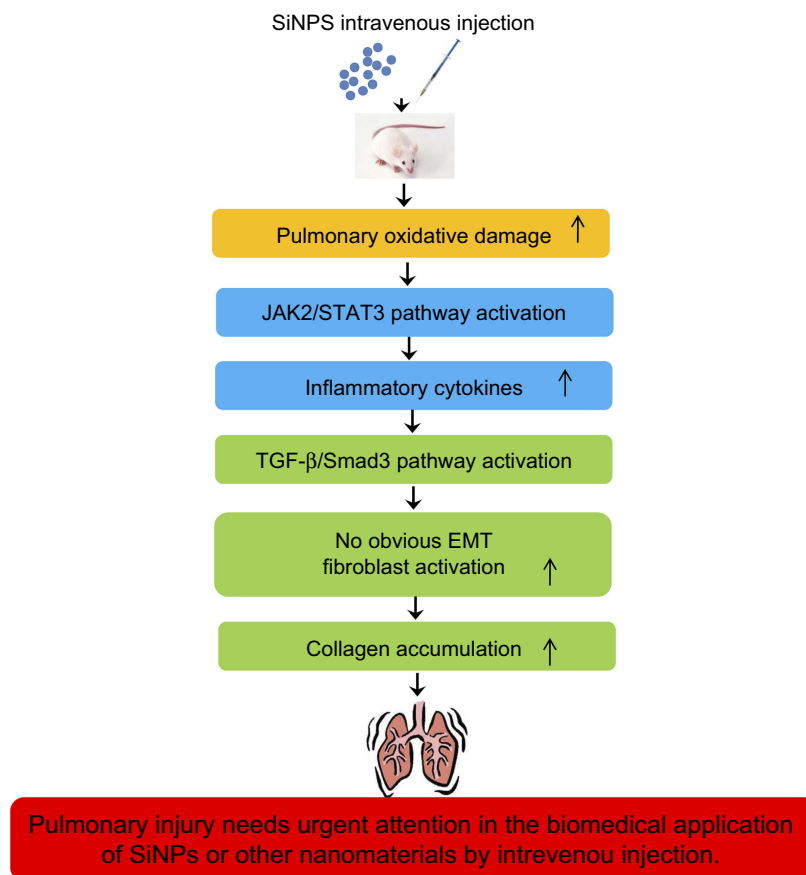 SiNPS intravenous injection
Pulmonary oxidative damage ↑
JAK2/STAT3 pathway activation
Inflammatory cytokines ↑
TGF-β/Smad3 pathway activation
No obvious EMT
fibroblast activation ↑
Collagen accumulation ↑
Pulmonary injury needs urgent attention in the biomedical application
of SiNPs or other nanomaterials by intrevenou injection.